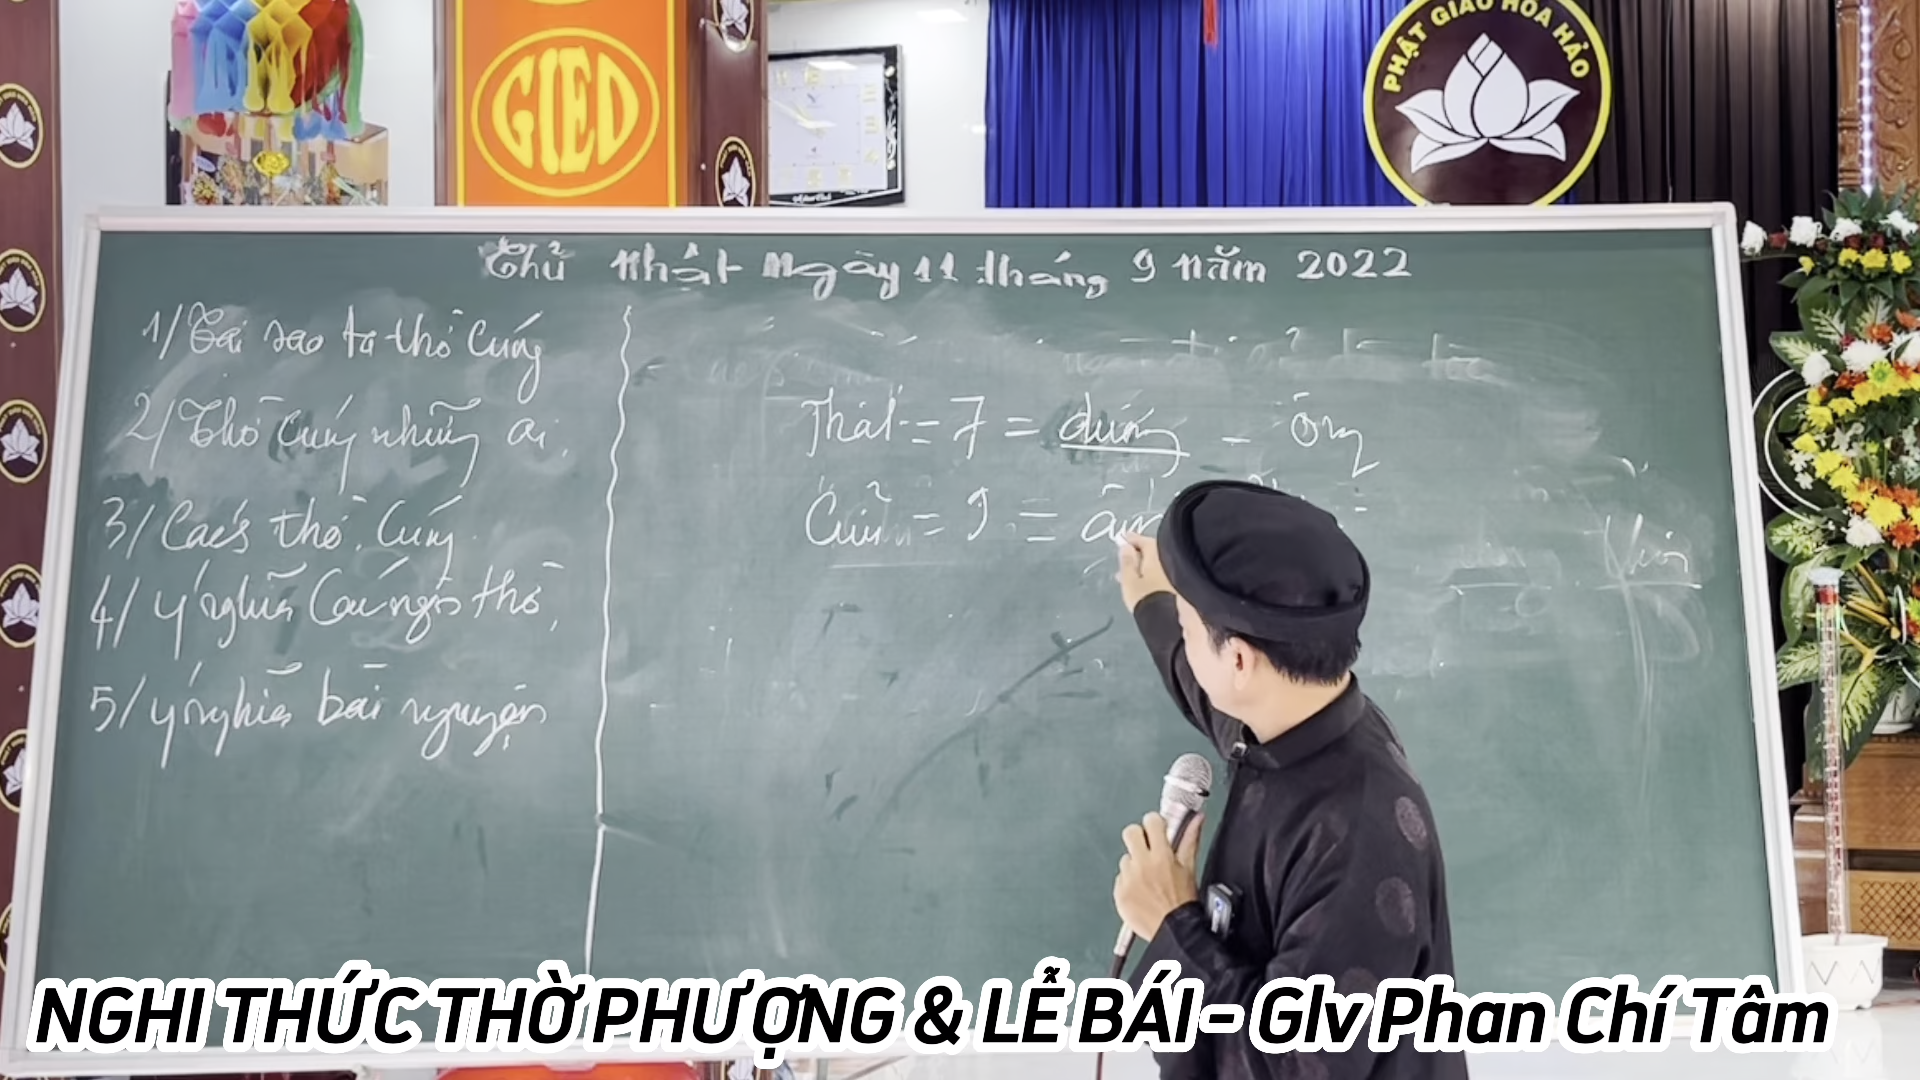 GIEO
PHẬT GIÁO HÒA HẢO
Chủ Nhật Ngày 11 tháng 9 năm 2022
1/ Tại sao ta thờ cúng
2/ Thờ cúng những ai,
3/ Cách thờ, cúng.
4/ Ý nghĩa các ngôi thờ,
5/ Ý nghĩa bài nguyện
Thất = 7 = dương - ông
Cửu = 9 = âm
NGHI THỨC THỜ PHƯỢNG & LỄ BÁI - Glv Phan Chí Tâm